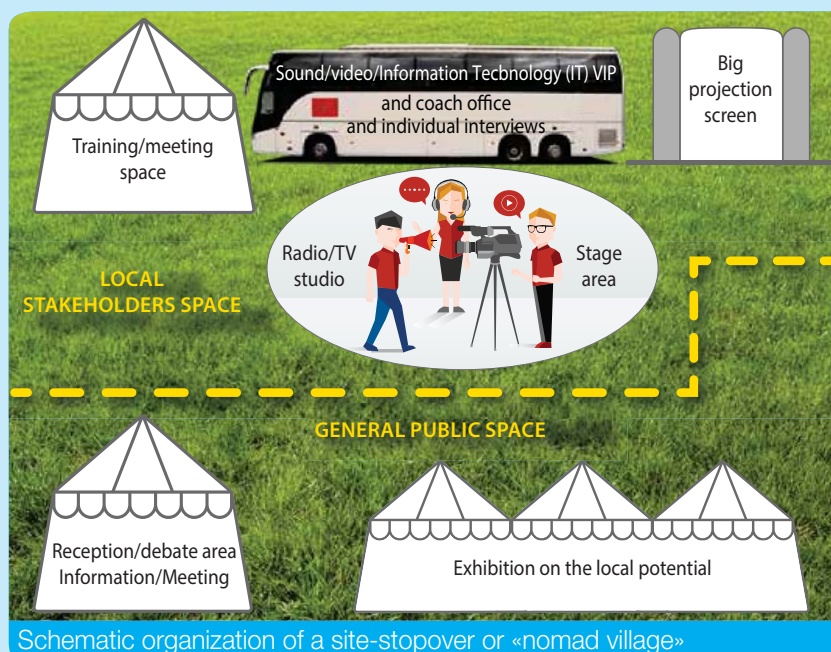 Training/meeting
space
Sound/video/Information Tecbnology (IT) VIP
and coach office
and individual interviews
Big
projection
screen
Radio/TV
studio
Stage
area
LOCAL
STAKEHOLDERS SPACE
GENERAL PUBLIC SPACE
Reception/debate area
Information/Meeting
Exhibition on the local potential
Schematic organization of a site-stopover or «nomad village»